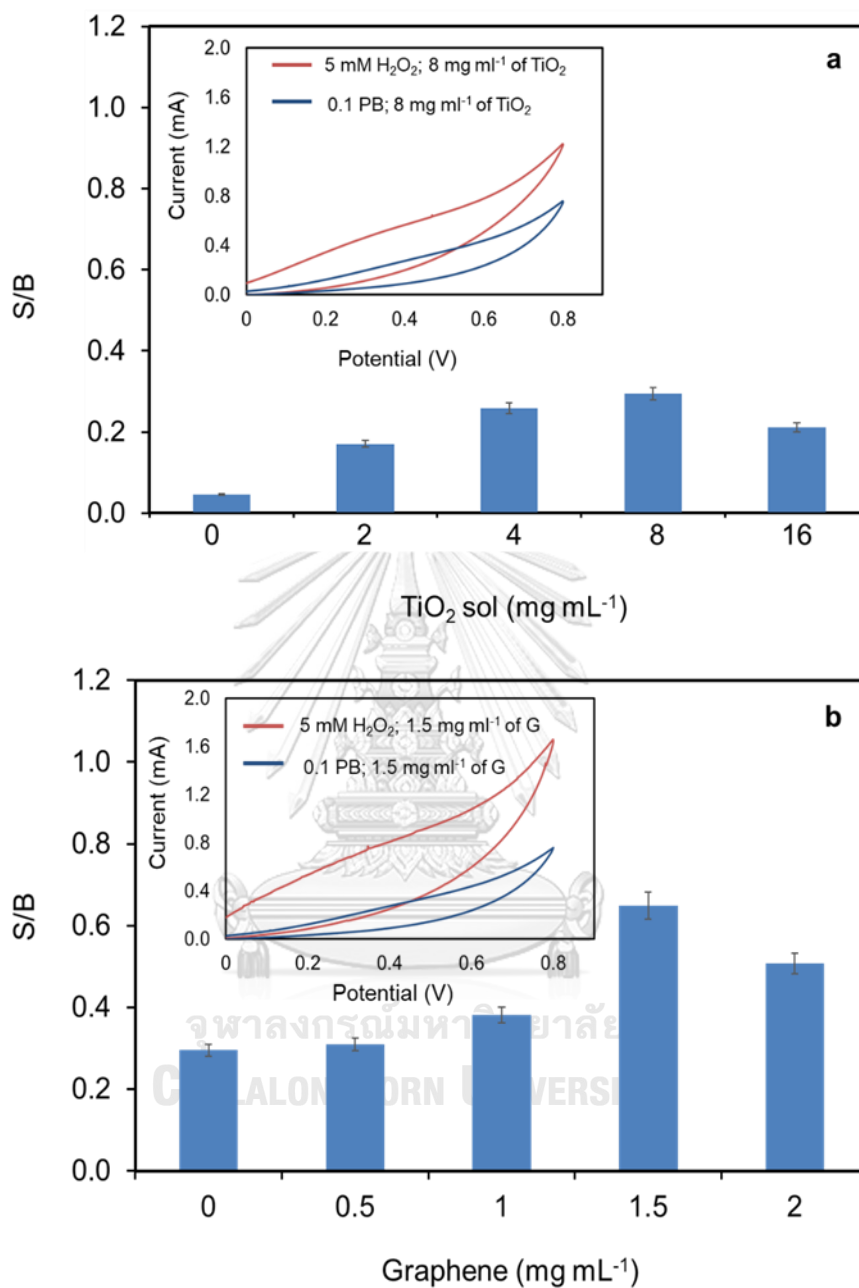 a
1.2
1.0
0.8
0.6
0.4
0.2
0.0
S/B
2.0
1.6
1.2
0.8
0.4
0.0
Current (mA)
5 mM H₂O₂; 8 mg ml⁻¹ of TiO₂
0.1 PB; 8 mg ml⁻¹ of TiO₂
0 0.2 0.4 0.6 0.8
Potential (V)
0 2 4 8 16
TiO₂ sol (mg mL⁻¹)
b
1.2
1.0
0.8
0.6
0.4
0.2
0.0
S/B
2.0
1.6
1.2
0.8
0.4
0.0
Current (mA)
5 mM H₂O₂; 1.5 mg ml⁻¹ of G
0.1 PB; 1.5 mg ml⁻¹ of G
0 0.2 0.4 0.6 0.8
Potential (V)
0 0.5 1 1.5 2
Graphene (mg mL⁻¹)